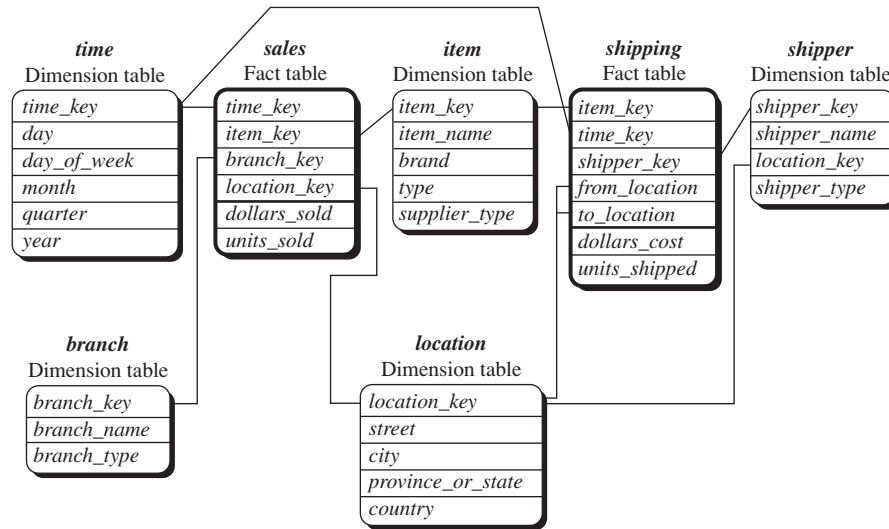 time
Dimension table
time_key
day
day_of_week
month
quarter
year
sales
Fact table
time_key
item_key
branch_key
location_key
dollars_sold
units_sold
item
Dimension table
item_key
item_name
brand
type
supplier_type
shipping
Fact table
item_key
time_key
shipper_key
from_location
to_location
dollars_cost
units_shipped
shipper
Dimension table
shipper_key
shipper_name
location_key
shipper_type
branch
Dimension table
branch_key
branch_name
branch_type
location
Dimension table
location_key
street
city
province_or_state
country